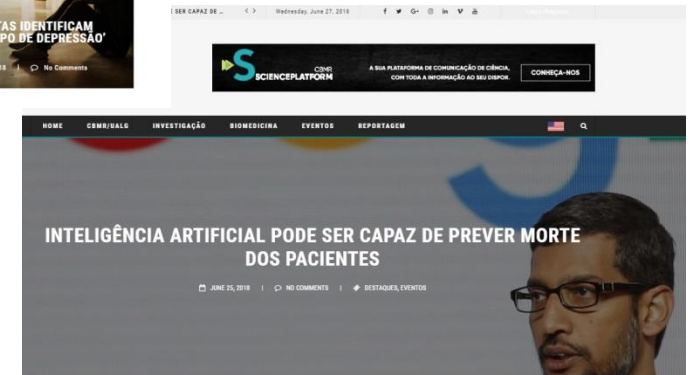 TAS IDENTIFICAM
PO DE DEPRESSÃO'
18 | No Comments
E SER CAPAZ DE ... < > Wednesday, June 27, 2018
SCIENCEPLATFORM
CBMR
A SUA PLATAFORMA DE COMUNICAÇÃO DE CIÊNCIA,
COM TODA A INFORMAÇÃO AO SEU DISPOR.
CONHEÇA-NOS
HOME CBMR/UALG INVESTIGAÇÃO BIOMEDICINA EVENTOS REPORTAGEM
INTELIGÊNCIA ARTIFICIAL PODE SER CAPAZ DE PREVER MORTE
DOS PACIENTES
JUNE 25, 2018 | NO COMMENTS | DESTAQUES, EVENTOS